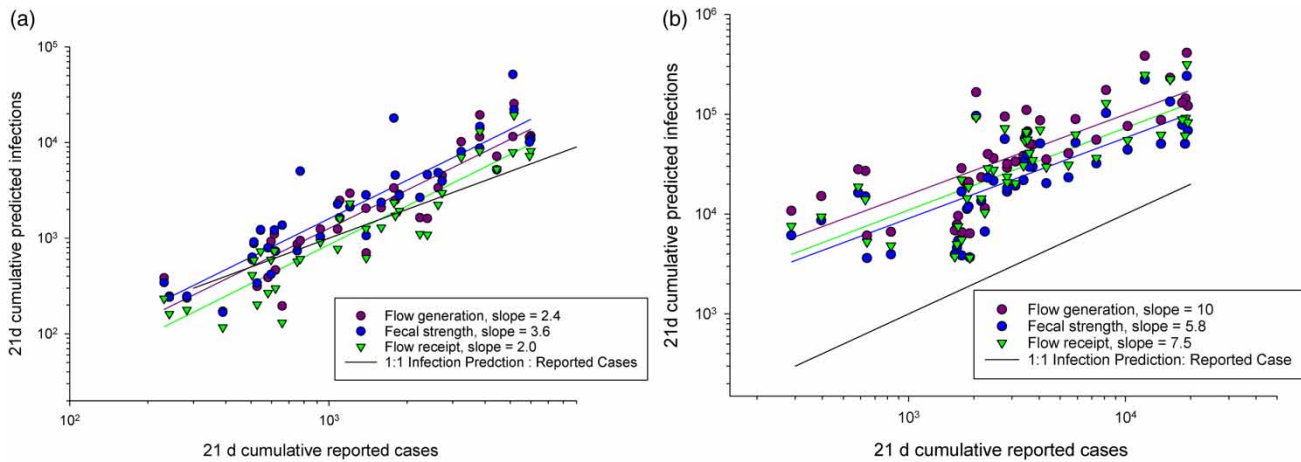 (a)
10^5
10^4
10^3
10^2
21d cumulative predicted infections
Flow generation, slope = 2.4
Fecal strength, slope = 3.6
Flow receipt, slope = 2.0
1:1 Infection Predction : Reported Cases
10^2
10^3
21 d cumulative reported cases
(b)
10^6
10^5
10^4
10^3
21d cumulative predicted infections
Flow generation, slope = 10
Fecal strength, slope = 5.8
Flow receipt, slope = 7.5
1:1 Infection Prediction: Reported Case
10^3
10^4
21 d cumulative reported cases